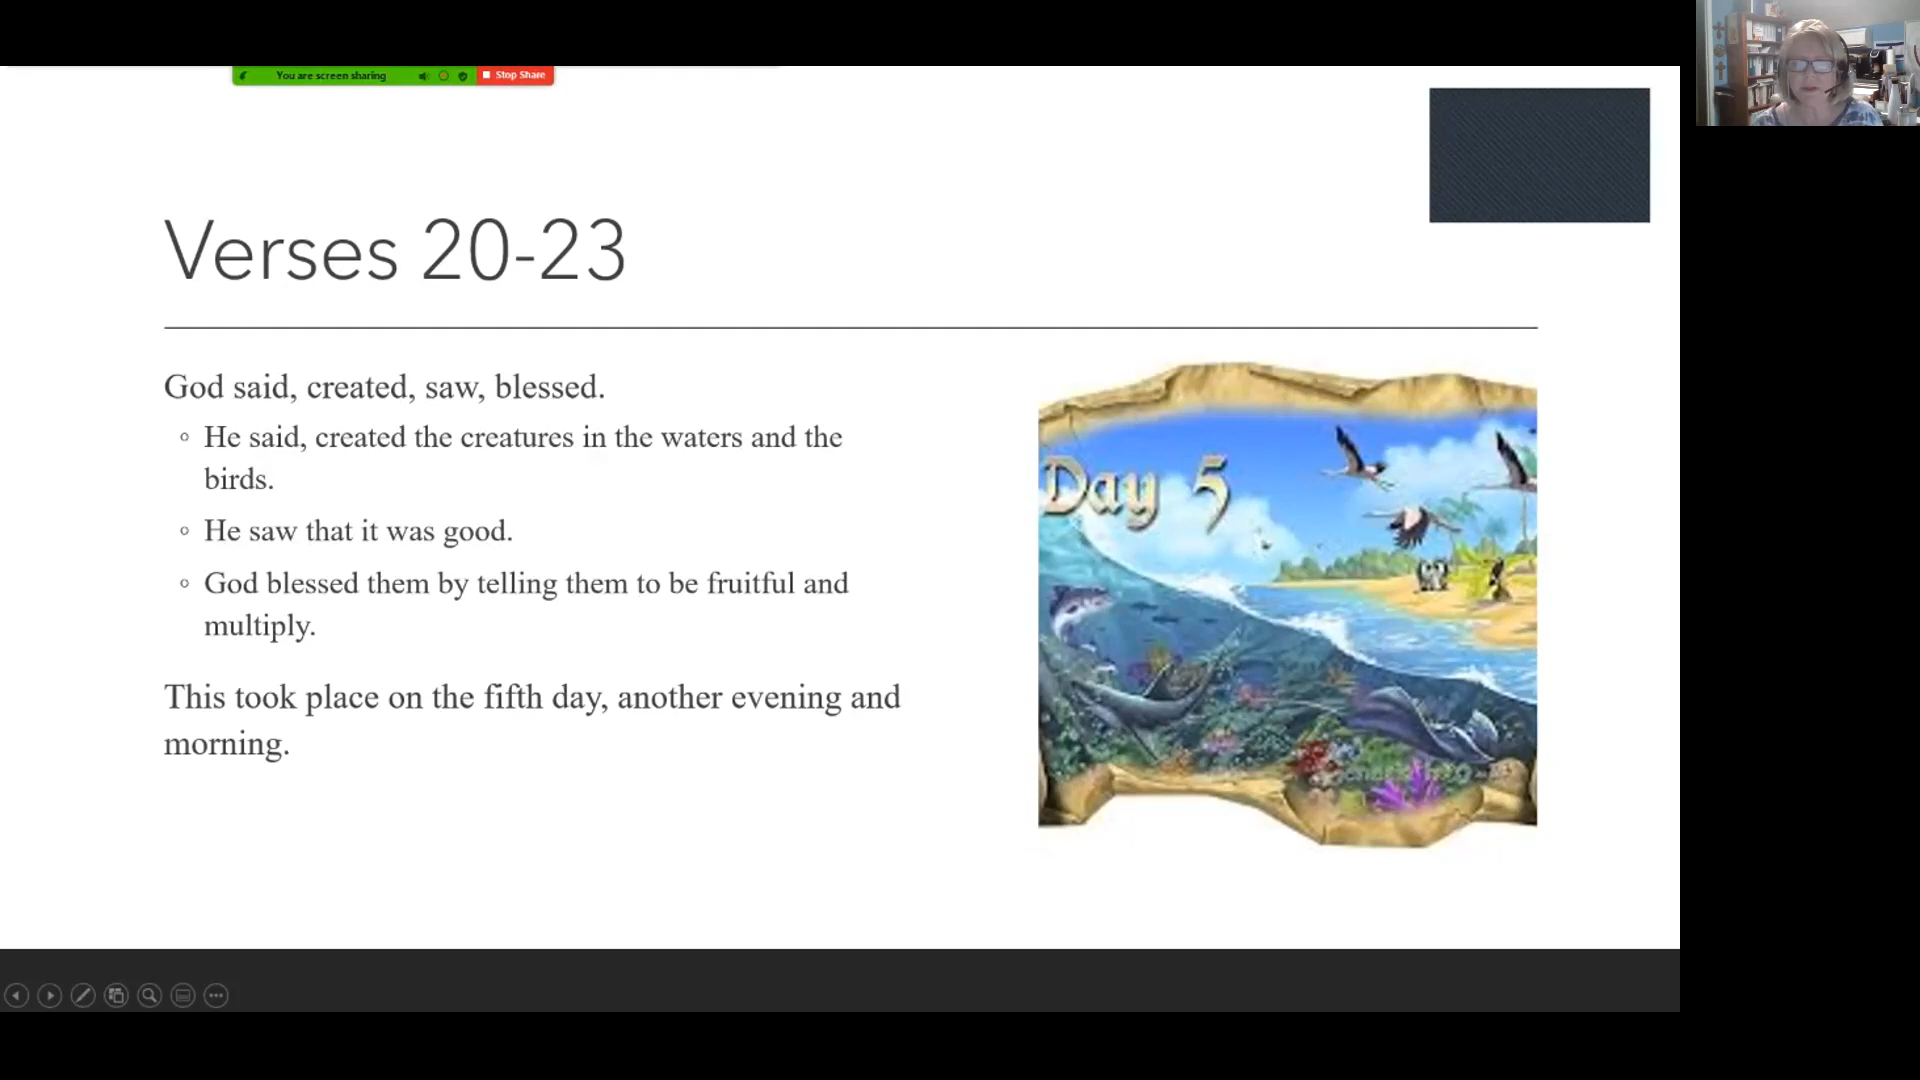 You are screen sharing
Stop Share
Verses 20-23
God said, created, saw, blessed.
He said, created the creatures in the waters and the
birds.
He saw that it was good.
God blessed them by telling them to be fruitful and
multiply.
This took place on the fifth day, another evening and
morning.
Day 5